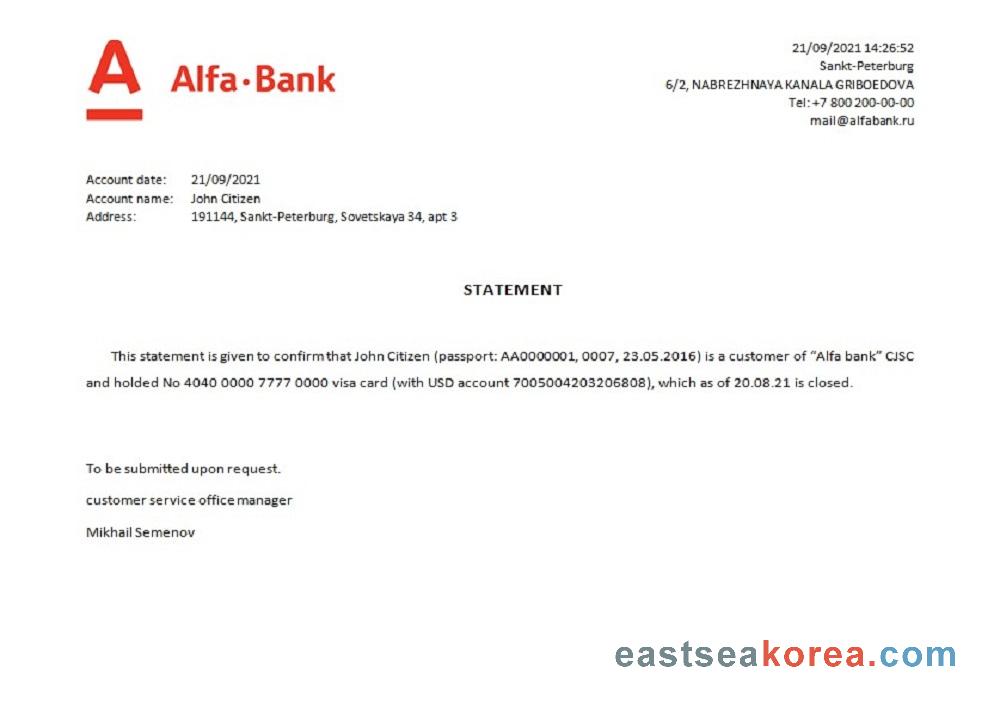 Alfa·Bank
21/09/2021 14:26:52
Sankt-Peterburg
6/2, NABREZHNAYA KANALA GRIBOEDOVA
Tel: +7 800 200-00-00
mail@alfabank.ru
Account date: 21/09/2021
Account name: John Citizen
Address: 191144, Sankt-Peterburg, Sovetskaya 34, apt 3
STATEMENT
This statement is given to confirm that John Citizen (passport: AA0000001, 0007, 23.05.2016) is a customer of “Alfa bank” CJSC
and holded No 4040 0000 7777 0000 visa card (with USD account 7005004203206808), which as of 20.08.21 is closed.
To be submitted upon request.
customer service office manager
Mikhail Semenov
eastseakorea.com